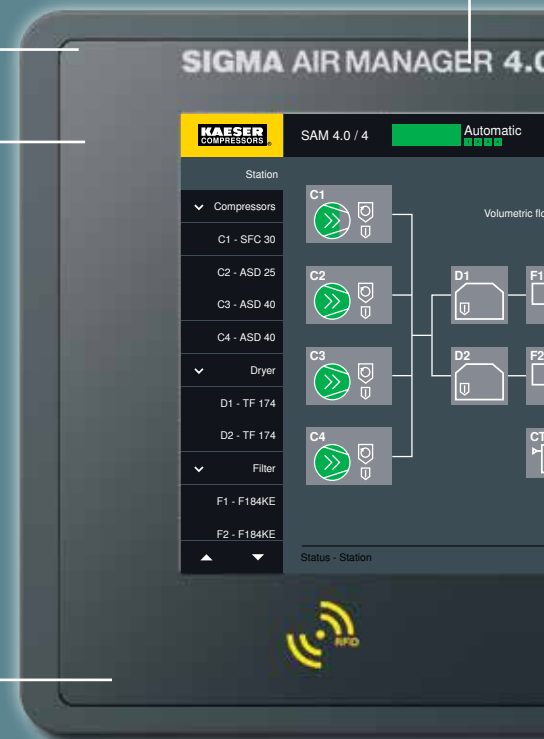 SIGMA AIR MANAGER 4.0
KAESER
COMPRESSORS
SAM 4.0 / 4
Automatic
Station
Compressors
C1 - SFC 30
C2 - ASD 25
C3 - ASD 40
C4 - ASD 40
Dryer
D1 - TF 174
D2 - TF 174
Filter
F1 - F184KE
F2 - F184KE
C1
C2
C3
C4
Volumetric flo
D1
F1
D2
F2
CT
Status - Station
RFID